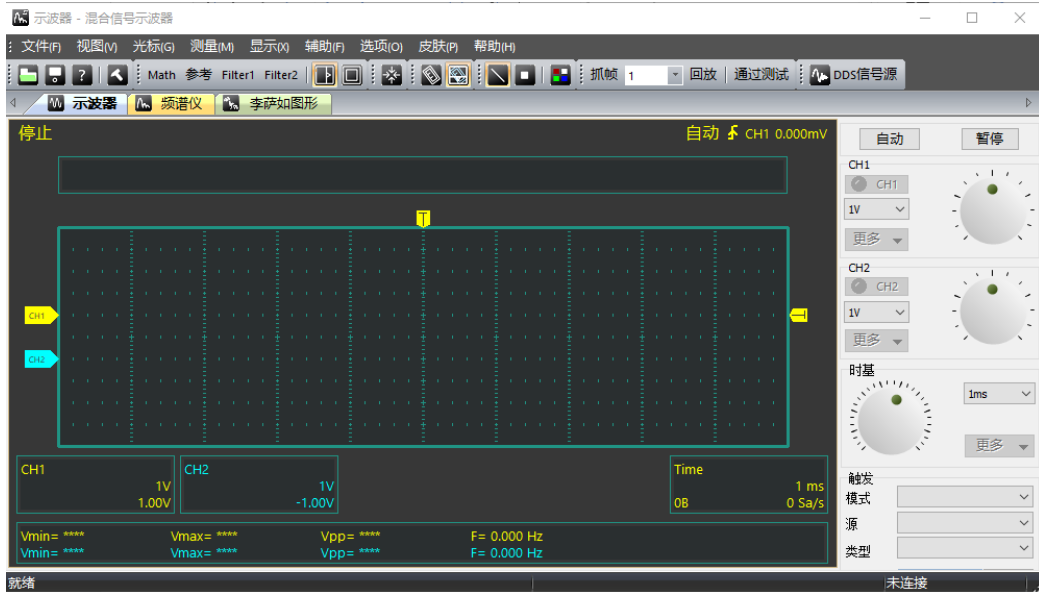 示波器 - 混合信号示波器
文件(F) 视图(V) 光标(G) 测量(M) 显示(X) 辅助(F) 选项(O) 皮肤(P) 帮助(H)
Math 参考 Filter1 Filter2 抓帧 1 回放 通过测试 DDS信号源
示波器 频谱仪 李萨如图形
停止 自动 CH1 0.000mV
T
CH1
CH2
CH1
1V
1.00V
CH2
1V
-1.00V
Time
1 ms
0B 0 Sa/s
Vmin= **** Vmax= **** Vpp= **** F= 0.000 Hz
Vmin= **** Vmax= **** Vpp= **** F= 0.000 Hz
自动 暂停
CH1
CH1
1V
更多
CH2
CH2
1V
更多
时基
1ms
更多
触发
模式
源
类型
就绪 未连接